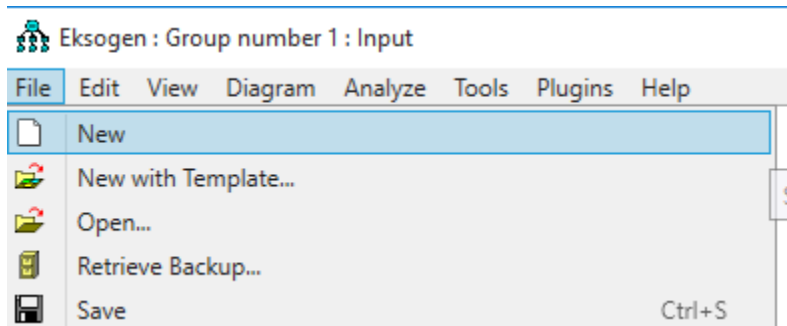 Eksogen : Group number 1 : Input
File Edit View Diagram Analyze Tools Plugins Help
New
New with Template...
Open...
Retrieve Backup...
Save Ctrl+S